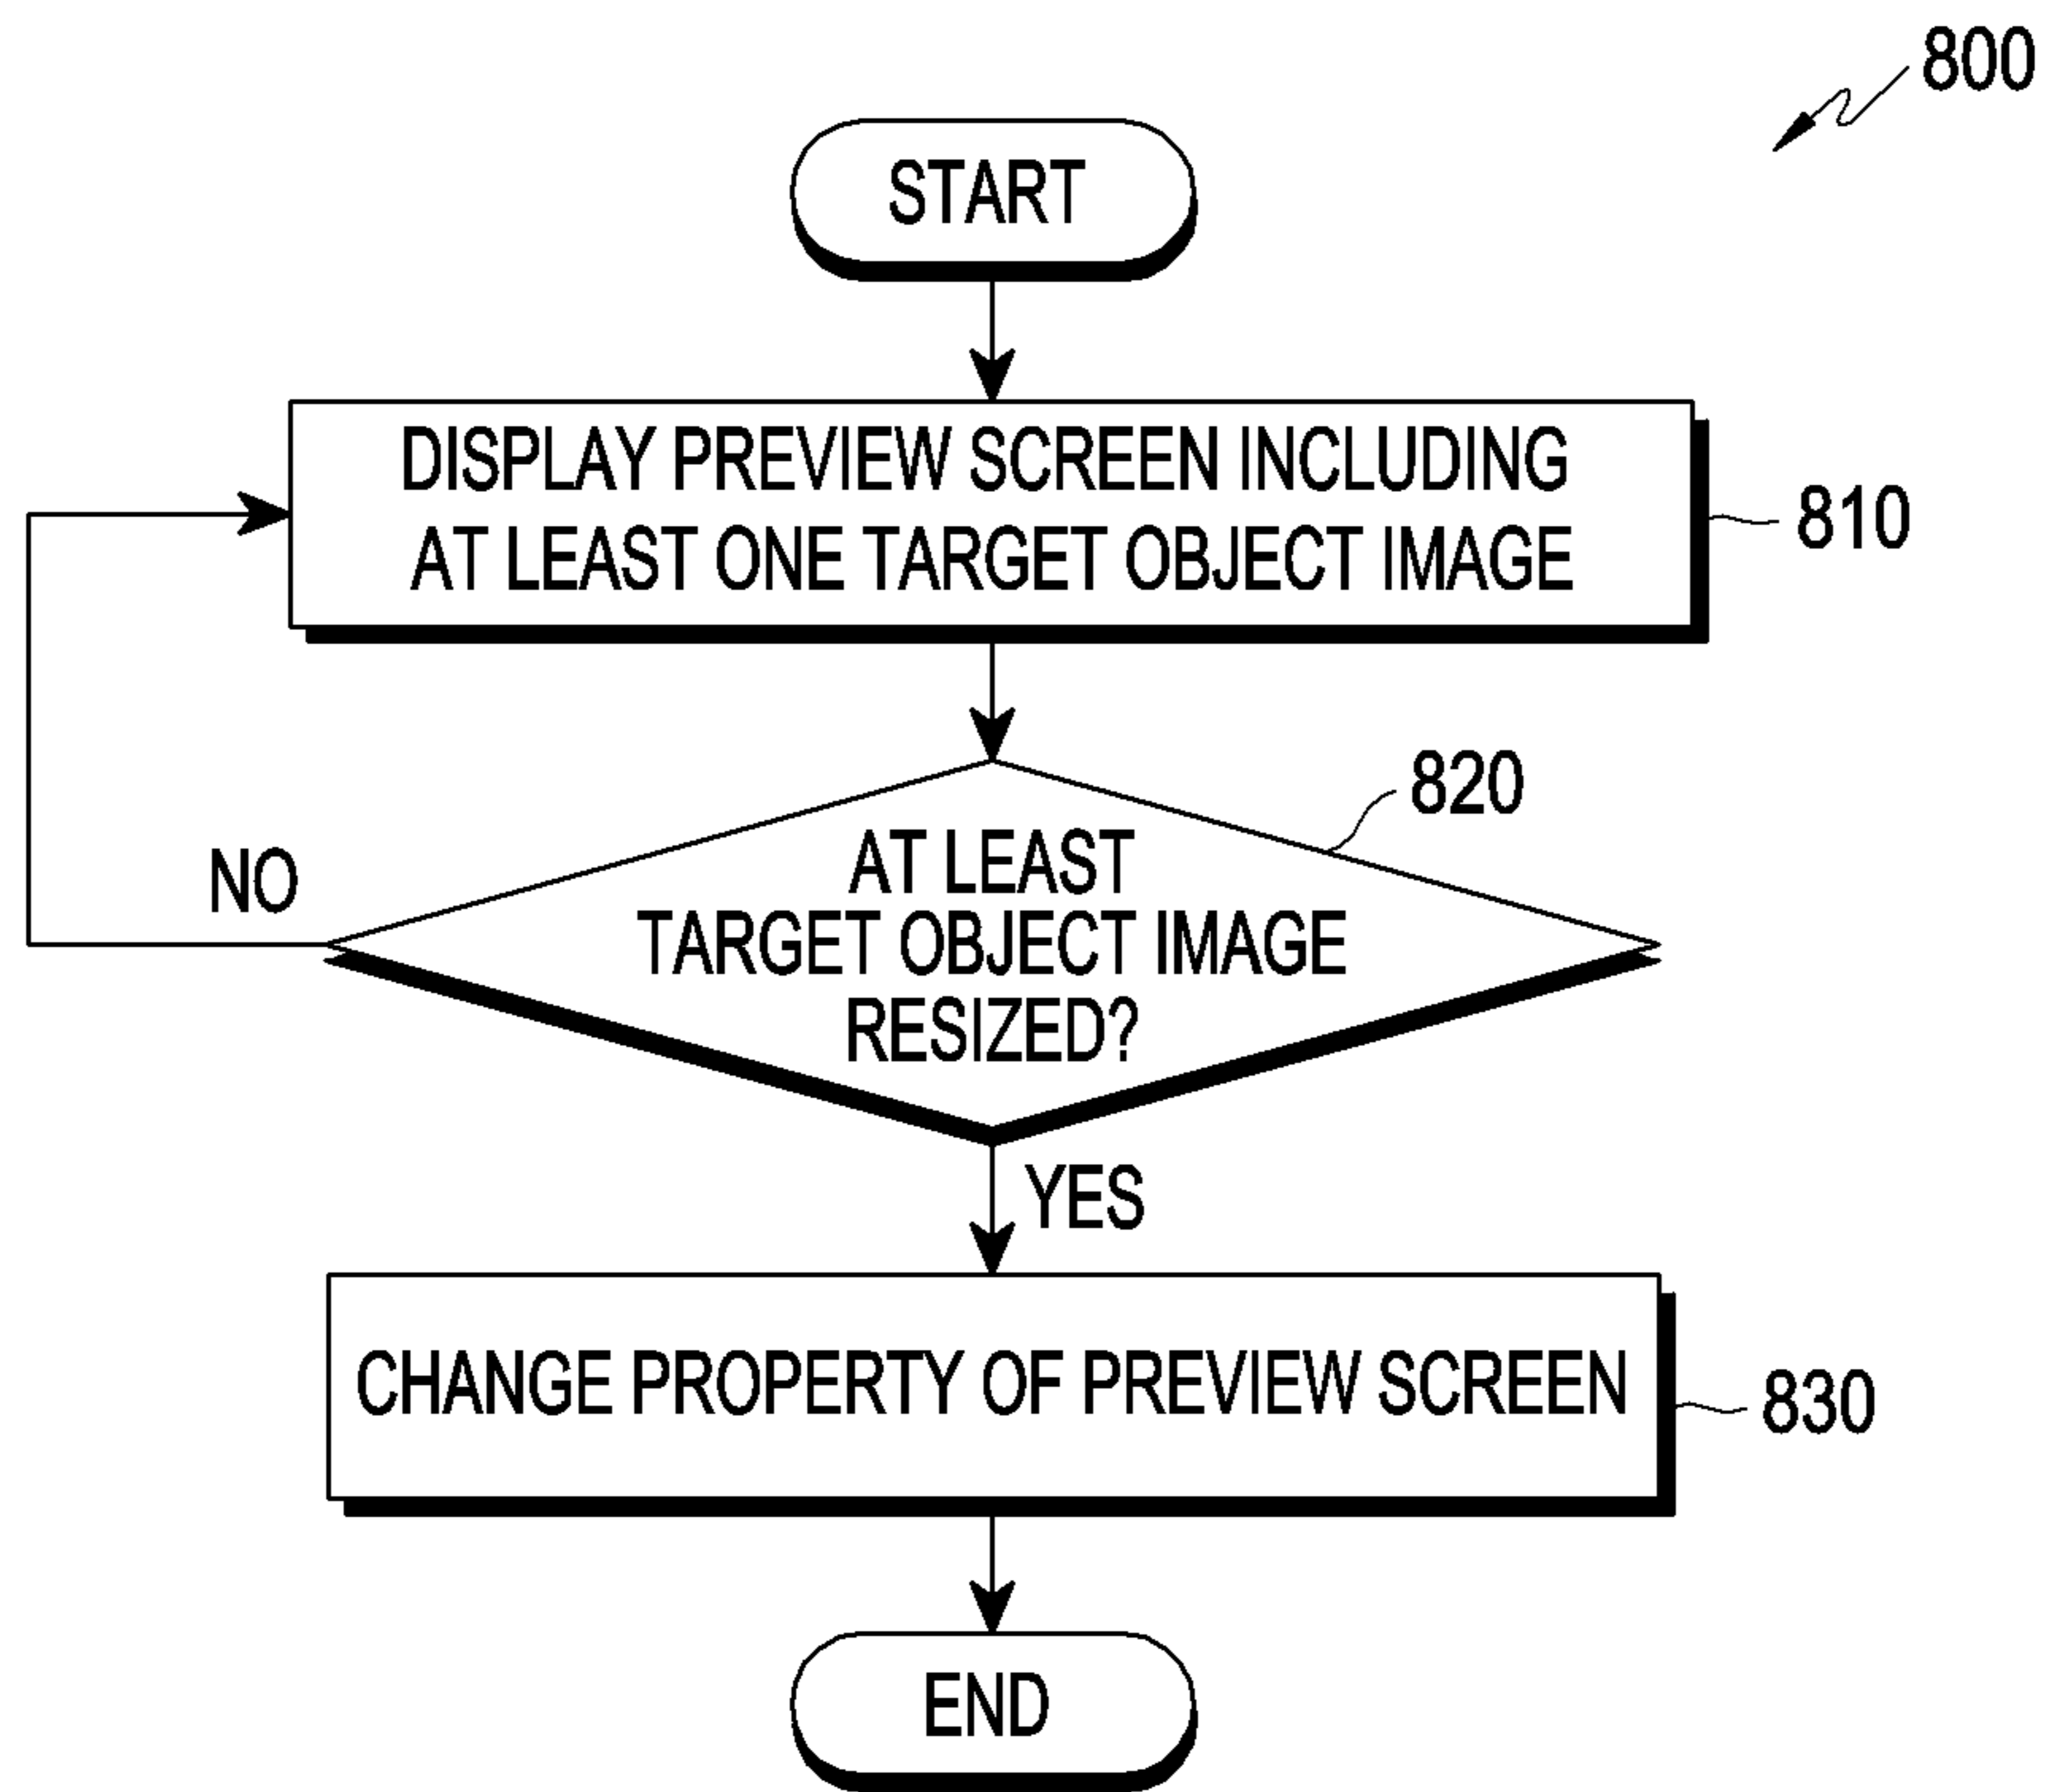 800
START
DISPLAY PREVIEW SCREEN INCLUDING
AT LEAST ONE TARGET OBJECT IMAGE
810
820
AT LEAST
TARGET OBJECT IMAGE
RESIZED?
NO
YES
CHANGE PROPERTY OF PREVIEW SCREEN
830
END